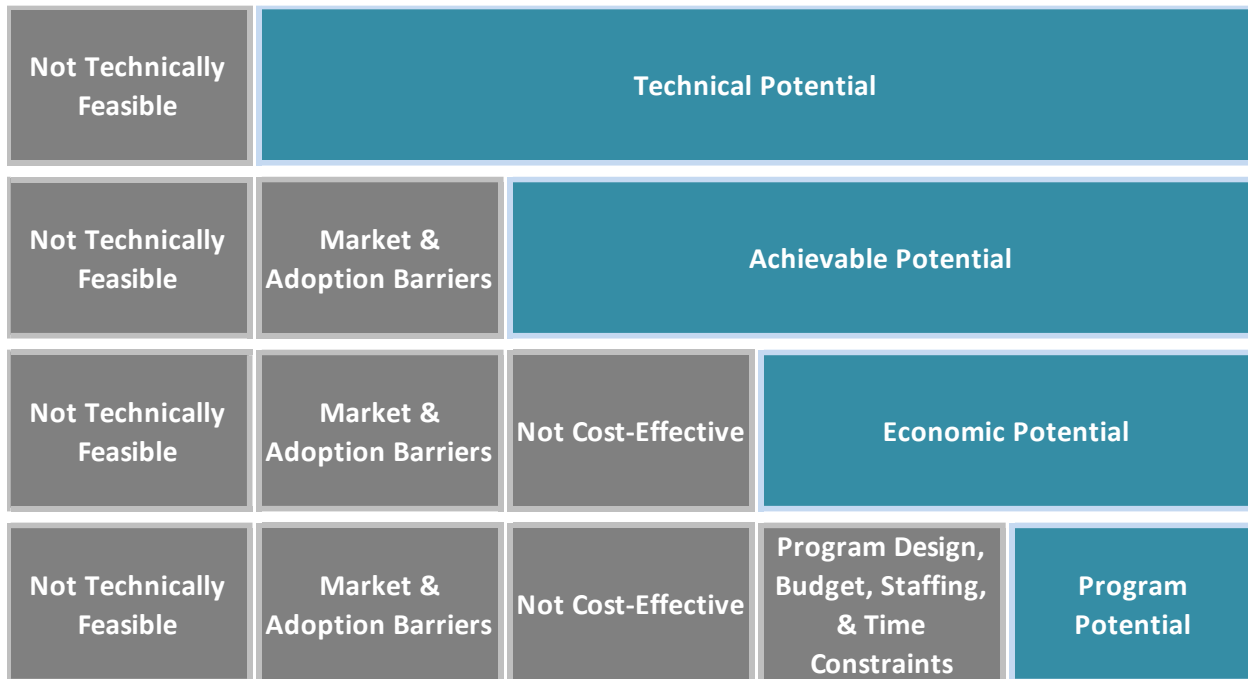 Not Technically
Feasible
Technical Potential
Not Technically
Feasible
Market &
Adoption Barriers
Achievable Potential
Not Technically
Feasible
Market &
Adoption Barriers
Not Cost-Effective
Economic Potential
Not Technically
Feasible
Market &
Adoption Barriers
Not Cost-Effective
Program Design,
Budget, Staffing,
& Time
Constraints
Program
Potential